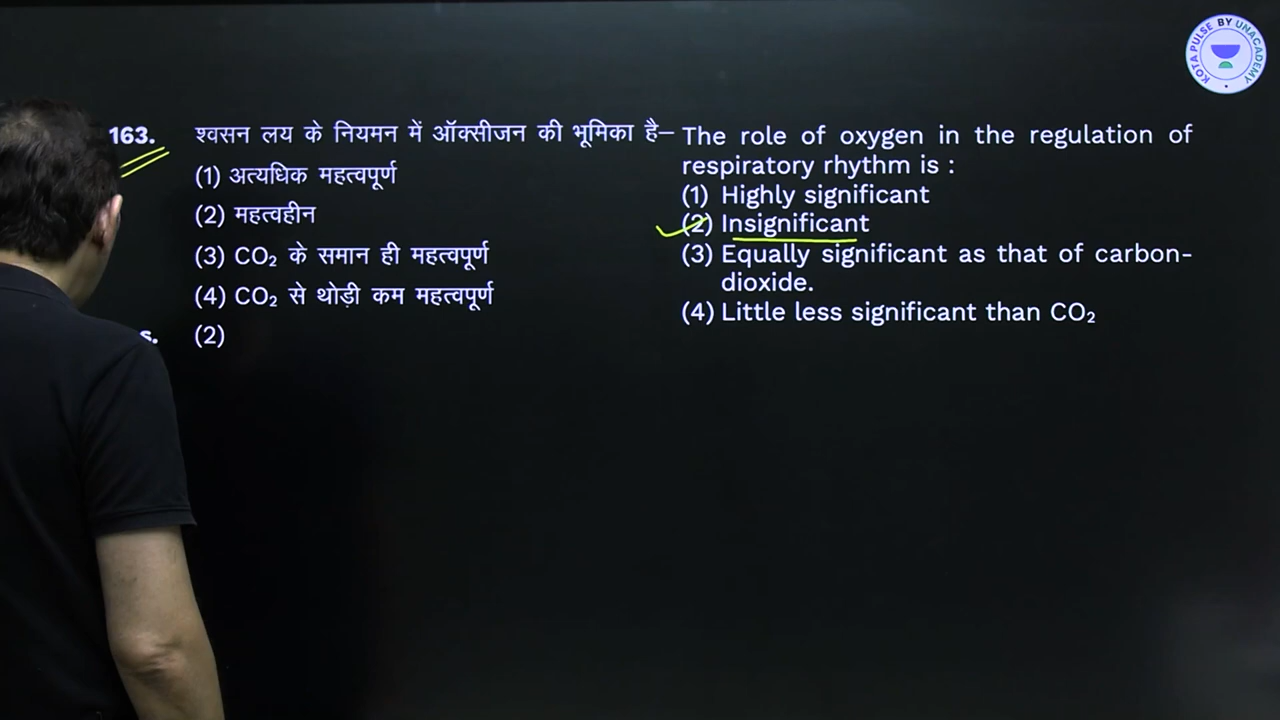 KOTA PULSE BY UNACADEMY
163. श्वसन लय के नियमन में ऑक्सीजन की भूमिका है–
(1) अत्यधिक महत्वपूर्ण
(2) महत्वहीन
(3) CO₂ के समान ही महत्वपूर्ण
(4) CO₂ से थोड़ी कम महत्वपूर्ण
s. (2)
The role of oxygen in the regulation of
respiratory rhythm is :
(1) Highly significant
(2) Insignificant
(3) Equally significant as that of carbon-
dioxide.
(4) Little less significant than CO₂